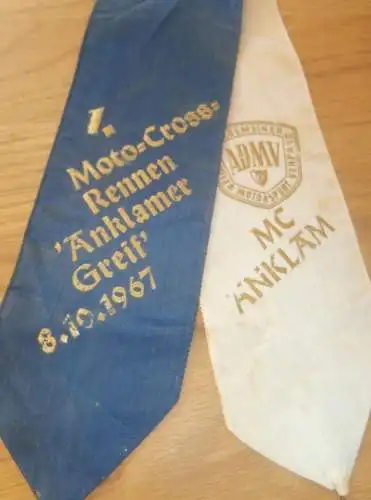 1.
Moto=Cross=
Rennen
'Anklamer
Greif'
8.10.1967
ADMV
MC
ANKLAM